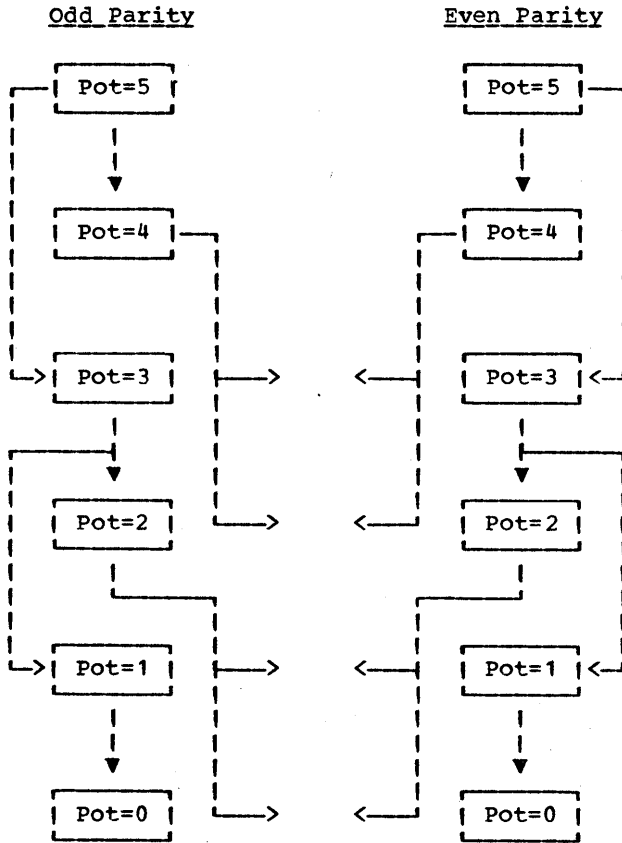 Odd Parity Even Parity
Pot=5 Pot=5
Pot=4 Pot=4
Pot=3 Pot=3
Pot=2 Pot=2
Pot=1 Pot=1
Pot=0 Pot=0